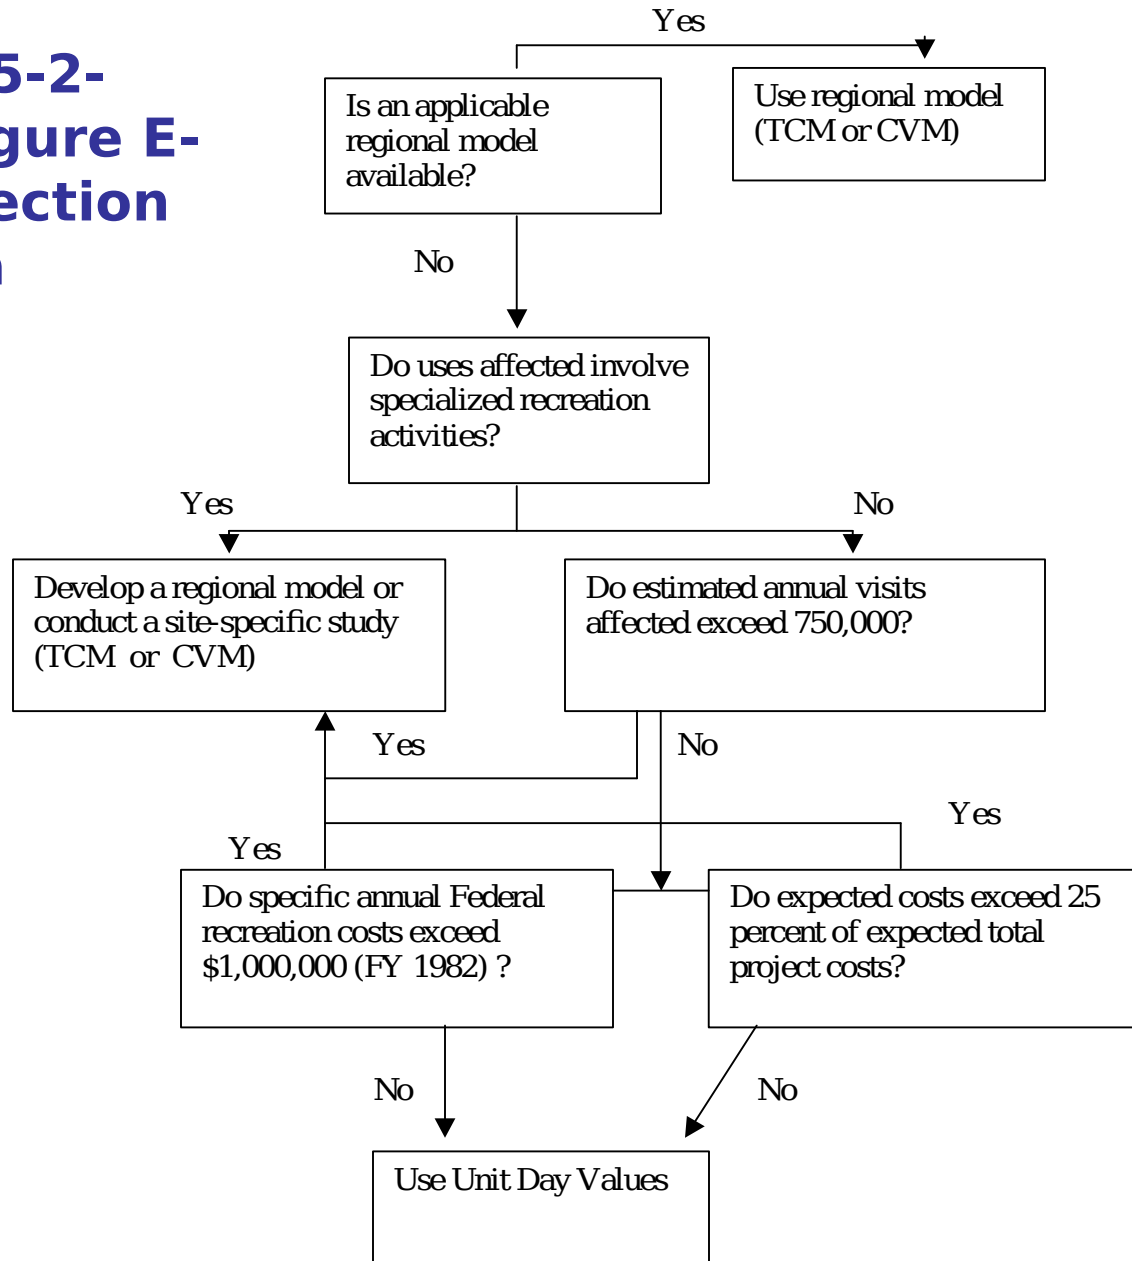 5-2-
gure E-
ection
Yes
Is an applicable
regional model
available?
Use regional model
(TCM or CVM)
No
Do uses affected involve
specialized recreation
activities?
Yes
No
Develop a regional model or
conduct a site-specific study
(TCM or CVM)
Do estimated annual visits
affected exceed 750,000?
Yes
No
Yes
Yes
Do specific annual Federal
recreation costs exceed
$1,000,000 (FY 1982) ?
Do expected costs exceed 25
percent of expected total
project costs?
No
No
Use Unit Day Values